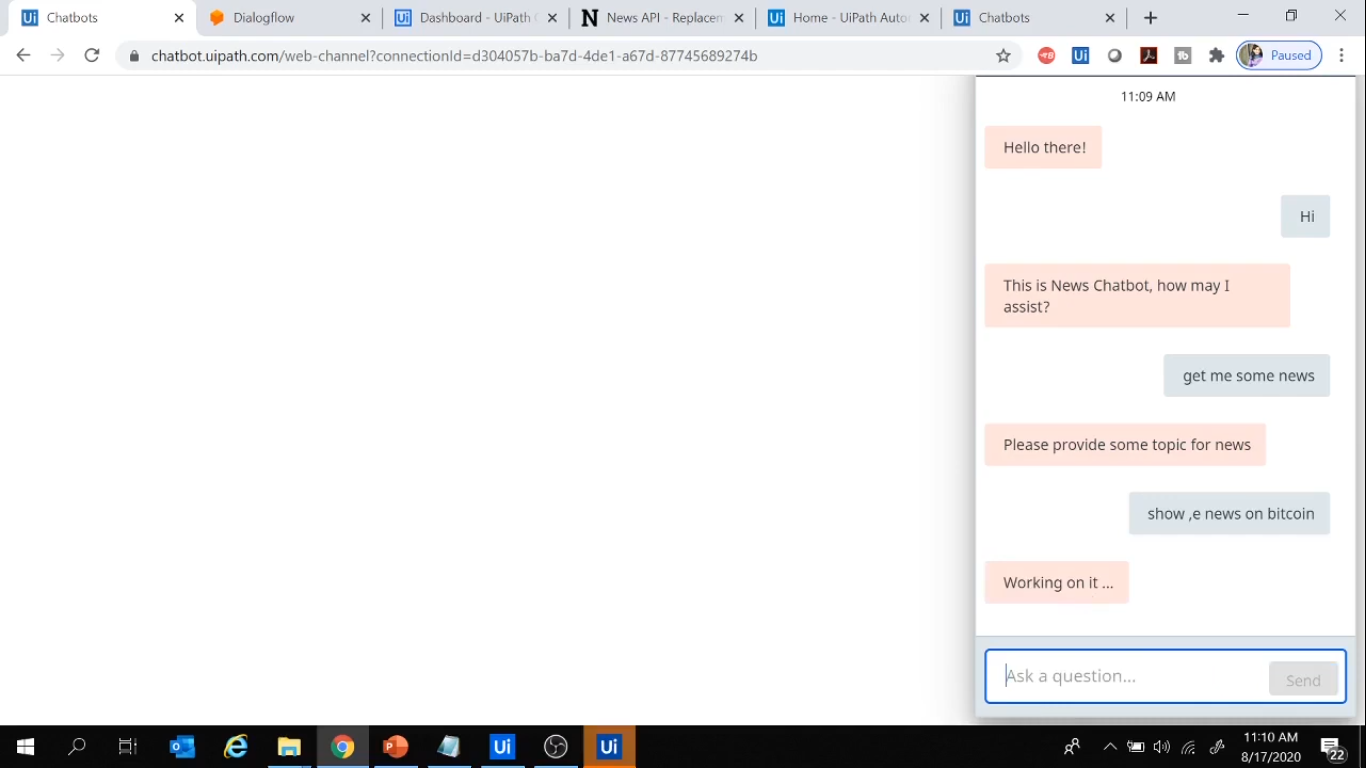 Chatbots
Dialogflow
Dashboard - UiPath
News API - Replacem
Home - UiPath Auto
Chatbots
chatbot.uipath.com/web-channel?connectionId=d304057b-ba7d-4de1-a67d-87745689274b
Paused
11:09 AM
Hello there!
Hi
This is News Chatbot, how may I
assist?
get me some news
Please provide some topic for news
show ,e news on bitcoin
Working on it ...
Ask a question...
Send
11:10 AM
8/17/2020
22